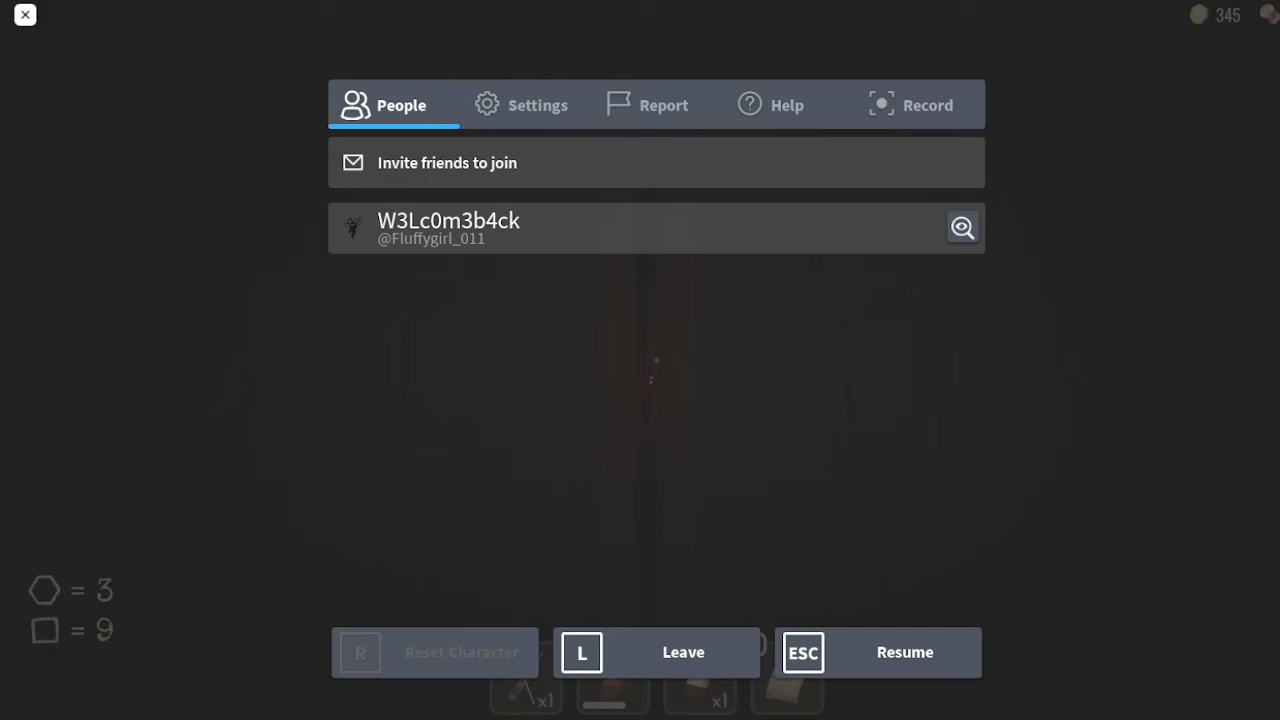 345
People
Settings
Report
Help
Record
Invite friends to join
W3Lc0m3b4ck
@Fluffygirl_011
= 3
= 9
R Reset Character
L Leave
ESC Resume
x1
x1